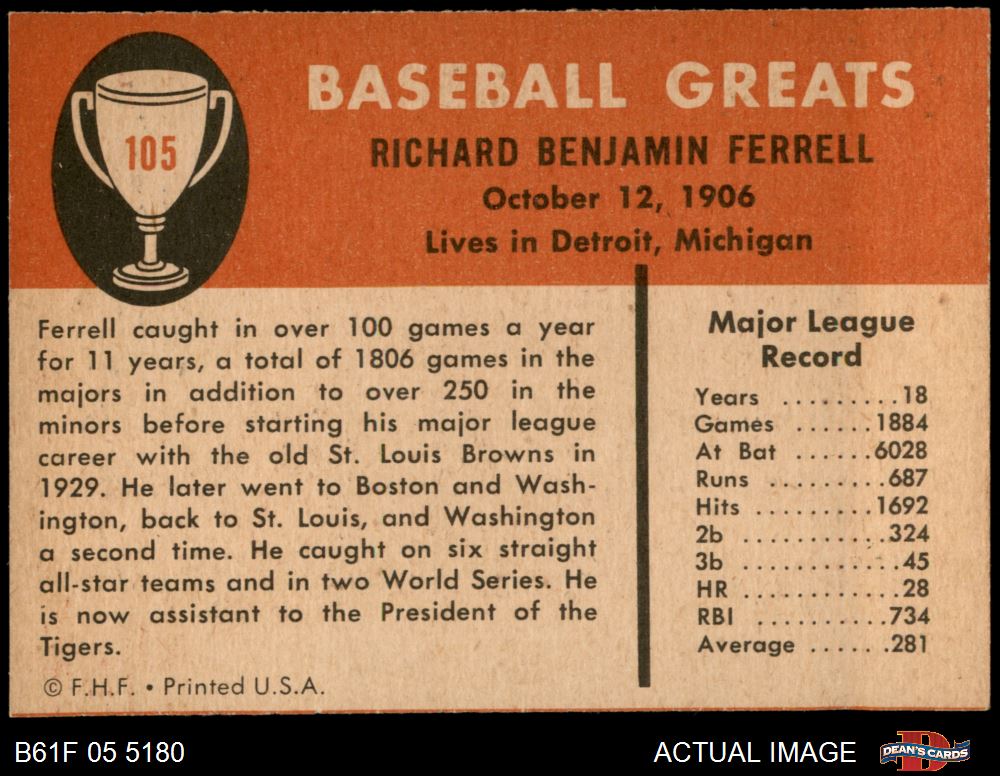 105
BASEBALL GREATS
RICHARD BENJAMIN FERRELL
October 12, 1906
Lives in Detroit, Michigan
Ferrell caught in over 100 games a year
for 11 years, a total of 1806 games in the
majors in addition to over 250 in the
minors before starting his major league
career with the old St. Louis Browns in
1929. He later went to Boston and Wash-
ington, back to St. Louis, and Washington
a second time. He caught on six straight
all-star teams and in two World Series. He
is now assistant to the President of the
Tigers.
© F.H.F. • Printed U.S.A.
Major League
Record
Years .........18
Games ......1884
At Bat ......6028
Runs .........687
Hits ..........1692
2b ............324
3b .............45
HR .............28
RBI ..........734
Average ......281
B61F 05 5180
ACTUAL IMAGE
D
DEAN'S CARDS